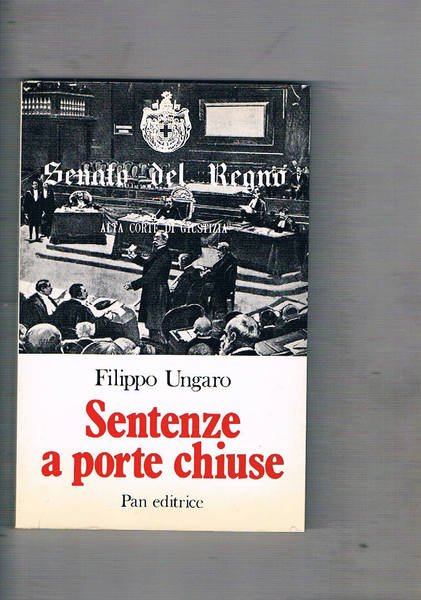 Senato del Regno
ALTA CORTE DI GIUSTIZIA
Filippo Ungaro
Sentenze
a porte chiuse
Pan editrice